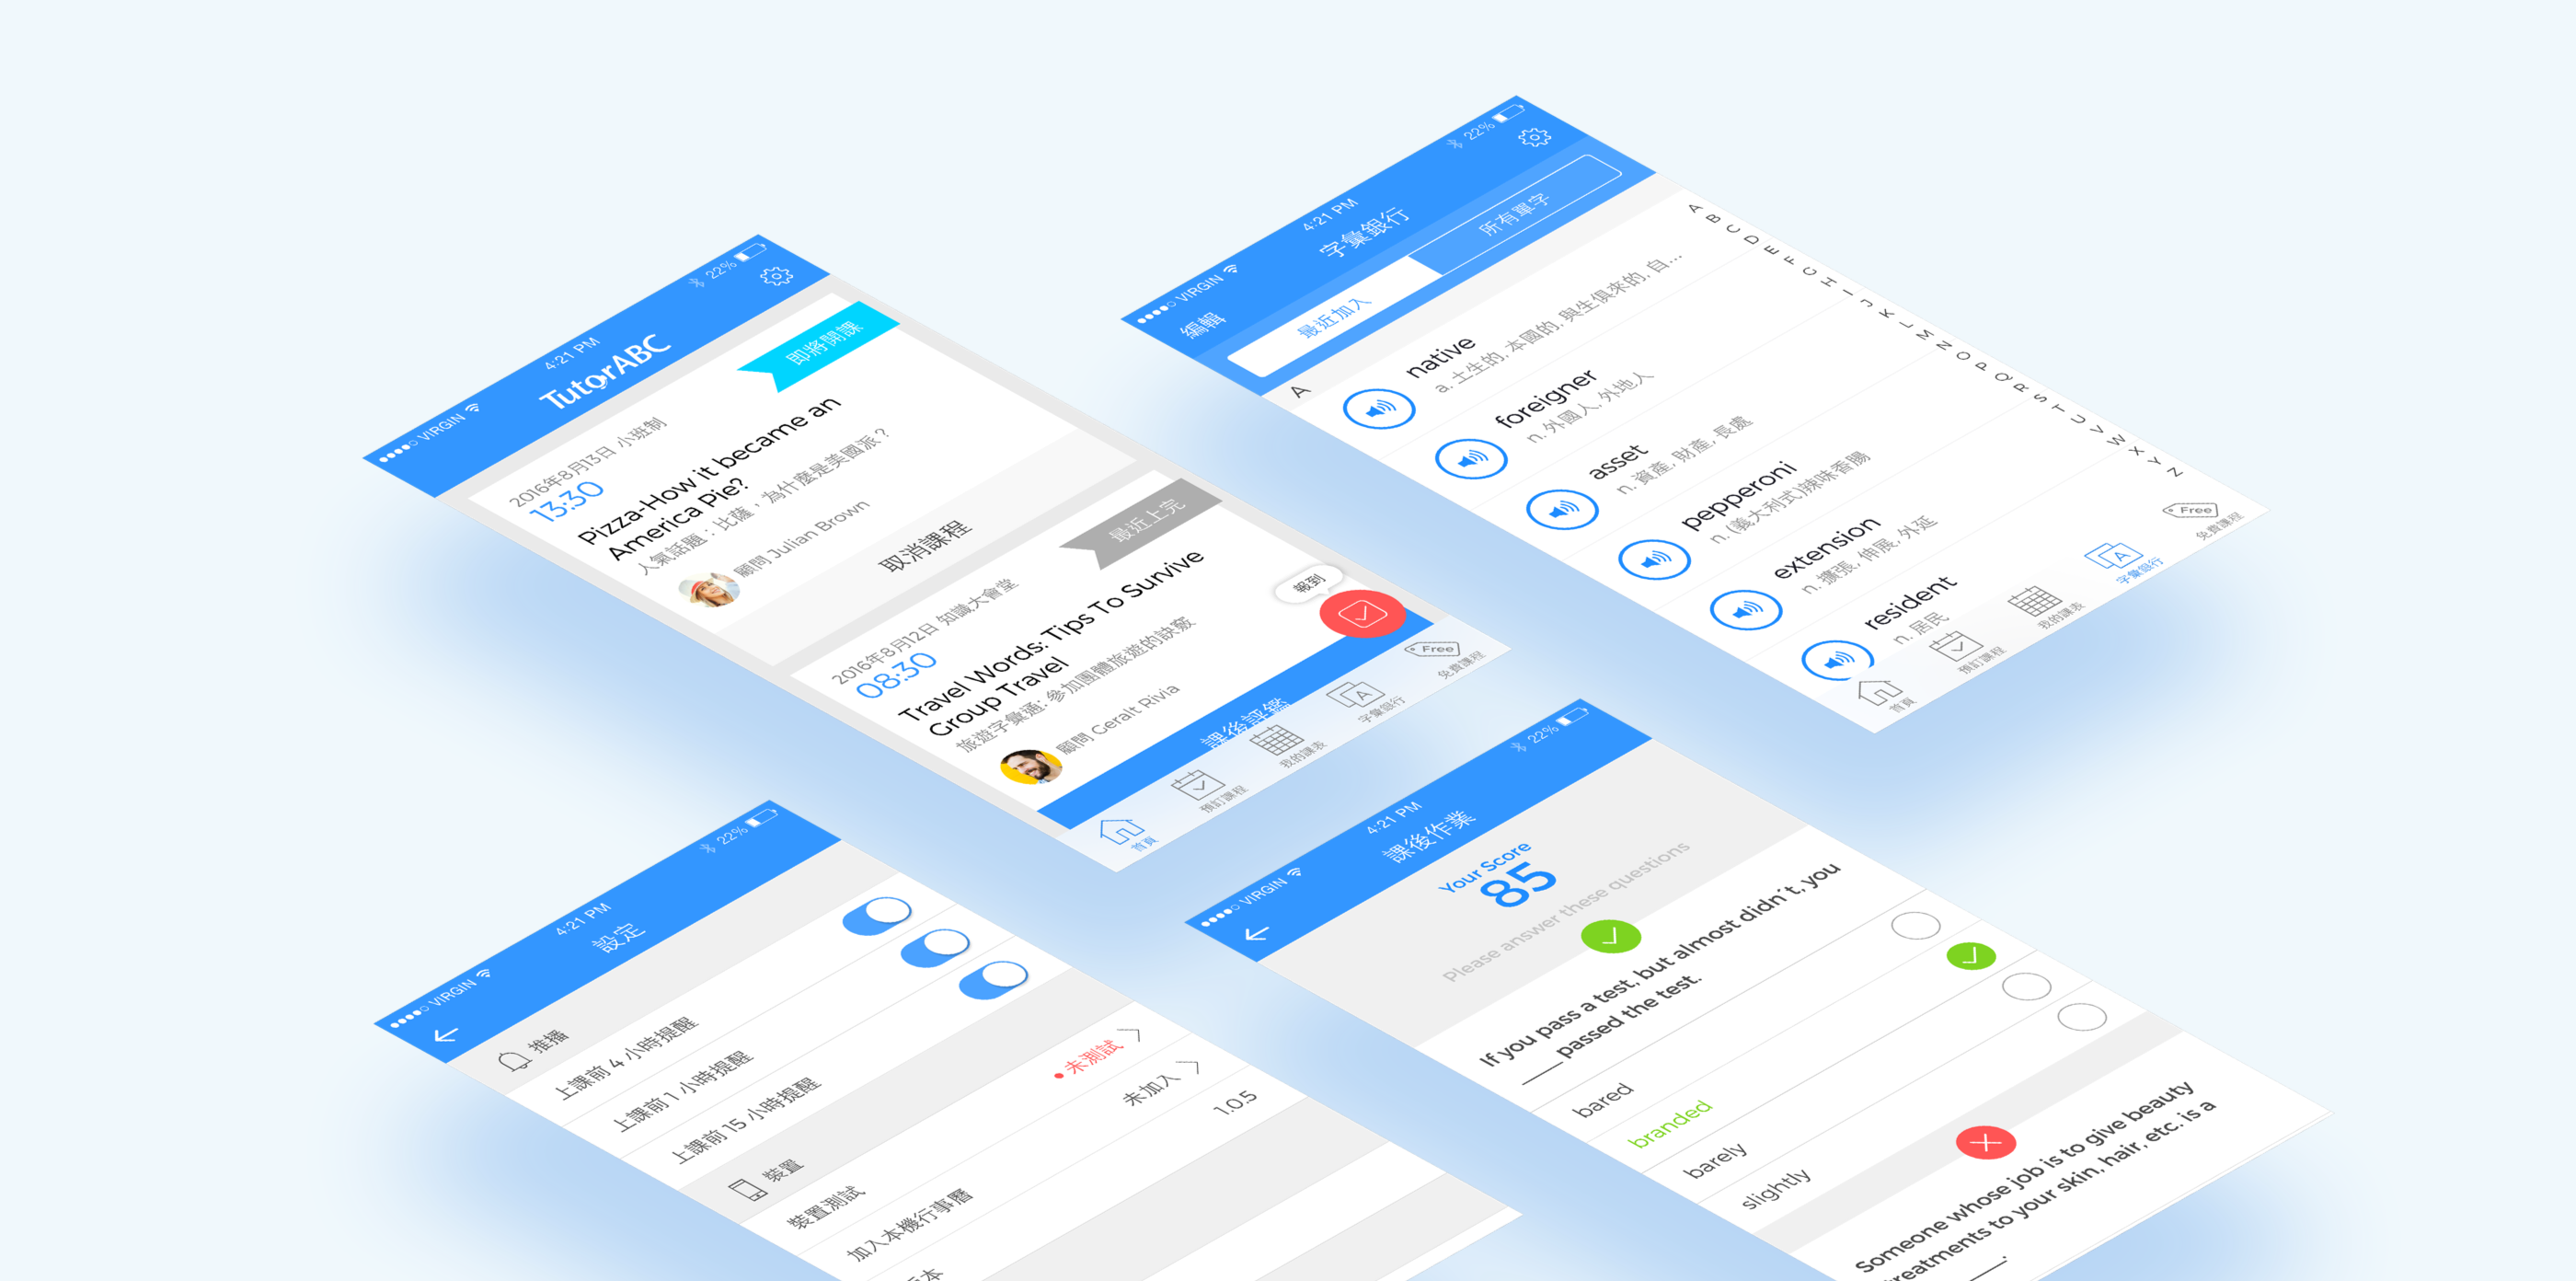 VIRGIN 4:21 PM 22%
TutorABC
即將開課
2016年8月13日 小班制
13:30
Pizza-How it became an
America Pie?
人氣話題：比薩，為什麼是美國派？
顧問 Julian Brown
取消課程
最近上完
2016年8月12日 知識大會堂
08:30
Travel Words: Tips To Survive
Group Travel
旅遊字彙通: 參加團體旅遊的訣竅
顧問 Geralt Rivia
報到
課後評鑑
首頁
預訂課程
我的課表
字彙銀行
Free
免費課程
VIRGIN 4:21 PM 22%
編輯 字彙銀行
最近加入 所有單字
A
native
a. 土生的, 本國的, 與生俱來的, 自...
foreigner
n. 外國人, 外地人
asset
n. 資產, 財產, 長處
pepperoni
n. (義大利式)辣味香腸
extension
n. 擴張, 伸展, 外延
resident
n. 居民
A
B
C
D
E
F
G
H
I
J
K
L
M
N
O
P
Q
R
S
T
U
V
W
X
Y
Z
首頁
預訂課程
我的課表
字彙銀行
Free
免費課程
VIRGIN 4:21 PM 22%
設定
推播
上課前 4 小時提醒
上課前 1 小時提醒
上課前 15 小時提醒
裝置
裝置測試 未測試
加入本機行事曆 未加入
本 1.0.5
VIRGIN 4:21 PM 22%
課後作業
Your Score
85
Please answer these questions
If you pass a test, but almost didn´t, you
____ passed the test.
bared
branded
barely
slightly
Someone whose job is to give beauty
treatments to your skin, hair, etc. is a
____.